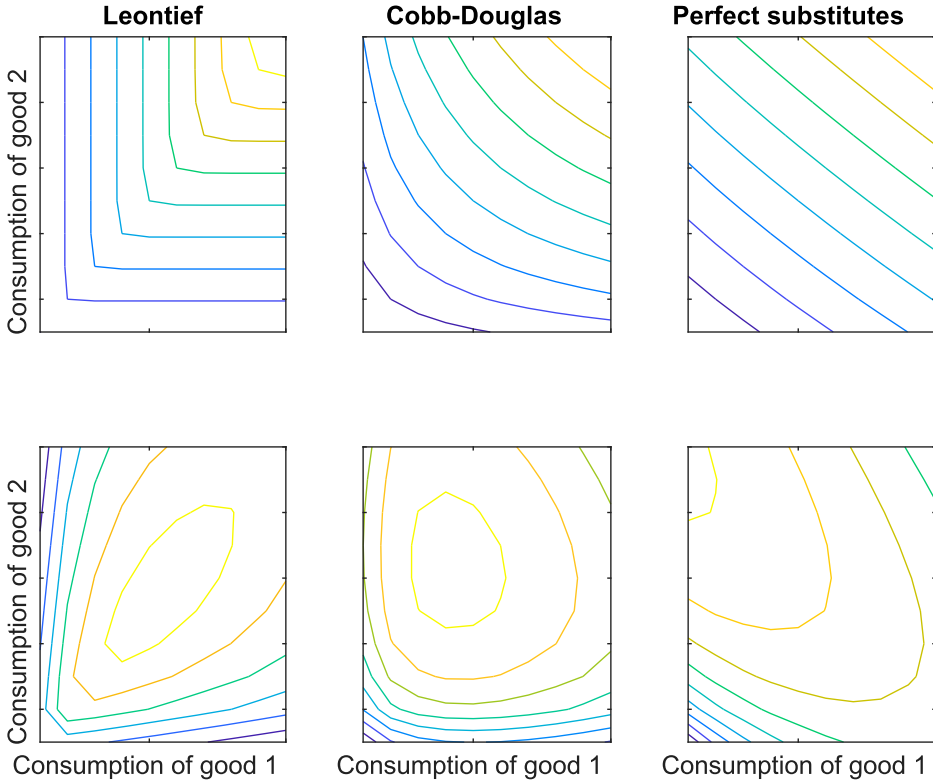 Leontief
Cobb-Douglas
Perfect substitutes
Consumption of good 2
Consumption of good 2
Consumption of good 1
Consumption of good 1
Consumption of good 1